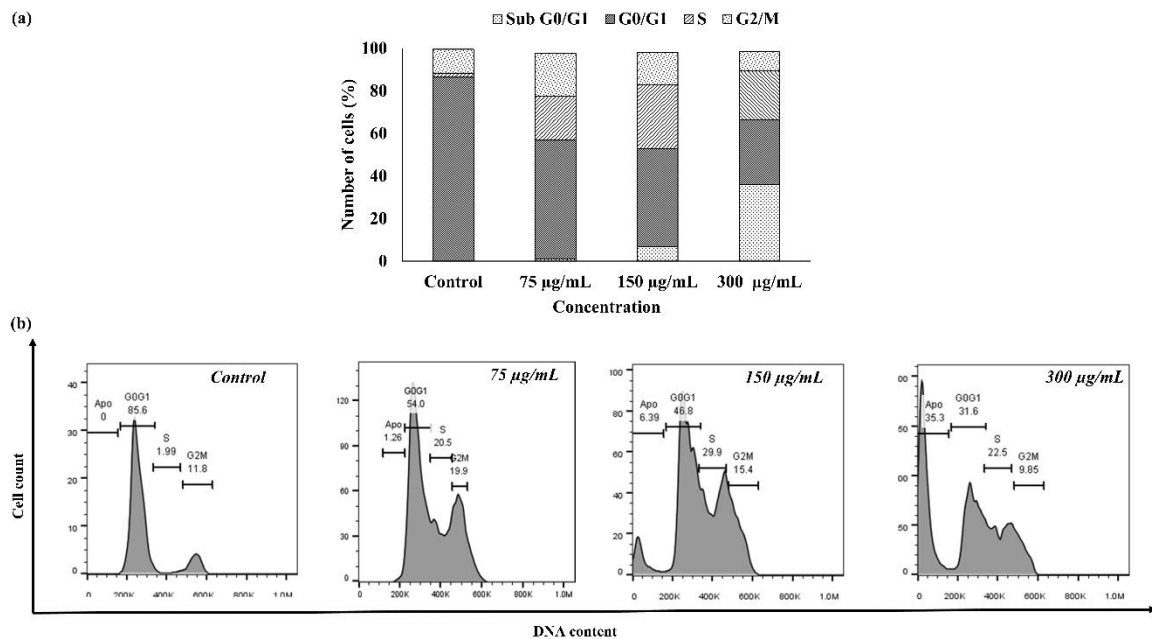 (a)
Sub G0/G1 G0/G1 S G2/M
Number of cells (%)
100
80
60
40
20
0
Control 75 µg/mL 150 µg/mL 300 µg/mL
Concentration
(b)
Cell count
Control
40
30
20
10
0
Apo
0
G0G1
85.6
S
1.99
G2M
11.8
0 200K 400K 600K 800K 1.0M
75 µg/mL
120
90
60
30
0
Apo
1.26
G0G1
54.0
S
20.5
G2M
19.9
0 200K 400K 600K 800K 1.0M
150 µg/mL
100
80
60
40
20
0
Apo
6.39
G0G1
46.8
S
29.9
G2M
15.4
0 200K 400K 600K 800K 1.0M
300 µg/mL
00
50
00
50
0
Apo
35.3
G0G1
31.6
S
22.5
G2M
9.85
0 200K 400K 600K 800K 1.0M
DNA content